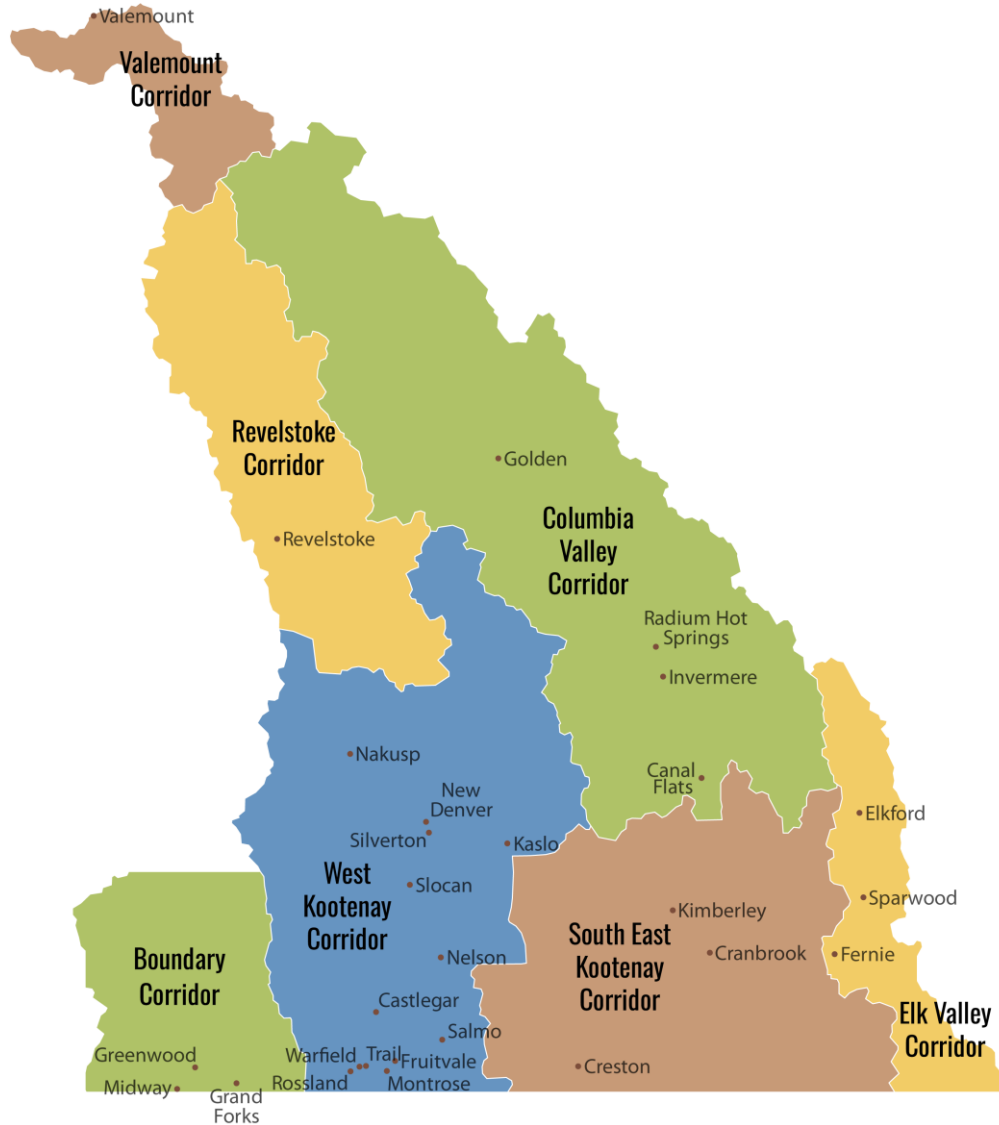 Valemount
Valemount
Corridor
Revelstoke
Corridor
Golden
Columbia
Valley
Corridor
Revelstoke
Radium Hot
Springs
Invermere
Nakusp
Canal
Flats
New
Denver
Silverton
Kaslo
Elkford
West
Kootenay
Corridor
Slocan
Sparwood
Kimberley
South East
Kootenay
Corridor
Cranbrook
Fernie
Boundary
Corridor
Nelson
Castlegar
Elk Valley
Corridor
Salmo
Greenwood
Warfield
Trail
Fruitvale
Creston
Midway
Rossland
Montrose
Grand
Forks